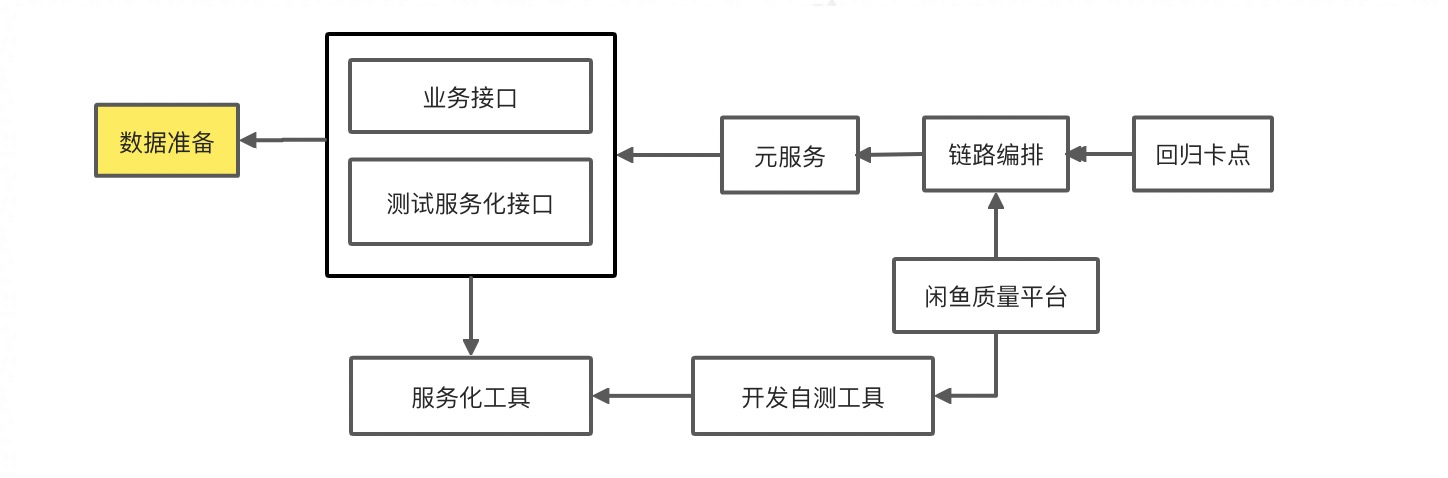 业务接口
数据准备
测试服务化接口
元服务
链路编排
回归卡点
闲鱼质量平台
服务化工具
开发自测工具